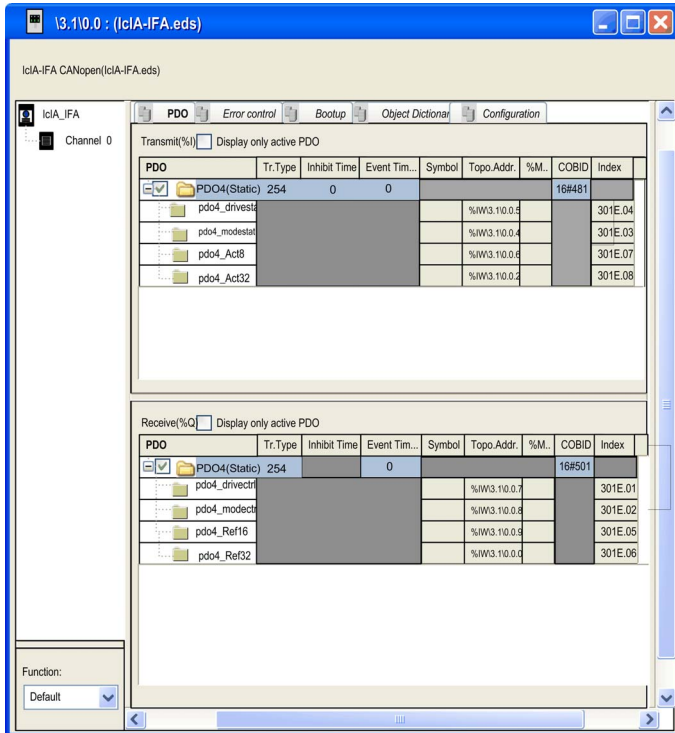 \3.1\0.0 : (IcIA-IFA.eds)
IcIA-IFA CANopen(IcIA-IFA.eds)
IcIA_IFA
Channel 0
PDO Error control Bootup Object Dictionar Configuration
Transmit(%I) Display only active PDO
PDO Tr.Type Inhibit Time Event Tim... Symbol Topo.Addr. %M.. COBID Index
PDO4(Static) 254 0 0 16#481
pdo4_drivesta %IW\3.1\0.0.5 301E.04
pdo4_modestat %IW\3.1\0.0.4 301E.03
pdo4_Act8 %IW\3.1\0.0.6 301E.07
pdo4_Act32 %IW\3.1\0.0.2 301E.08
Receive(%Q) Display only active PDO
PDO Tr.Type Inhibit Time Event Tim... Symbol Topo.Addr. %M.. COBID Index
PDO4(Static) 254 0 16#501
pdo4_drivectrl %IW\3.1\0.0.7 301E.01
pdo4_modectr %IW\3.1\0.0.8 301E.02
pdo4_Ref16 %IW\3.1\0.0.9 301E.05
pdo4_Ref32 %IW\3.1\0.0.0 301E.06
Function:
Default